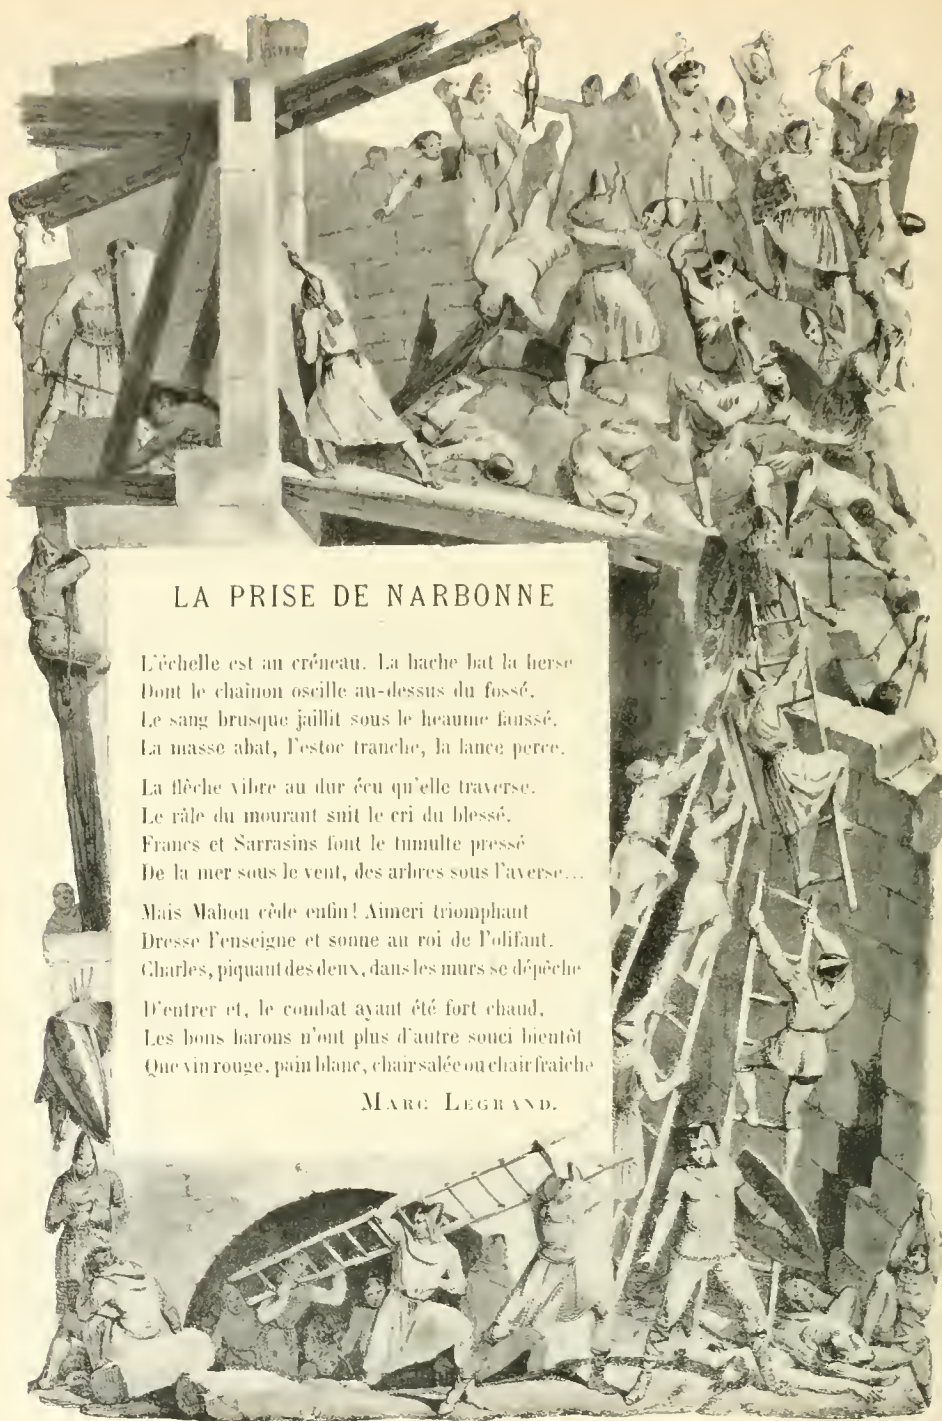 LA PRISE DE NARBONNE
L'échelle est au créneau. La hache bat la herse
Dont le chaînon oscille au-dessus du fossé.
Le sang brusque jaillit sous le heaume faussé.
La masse abat, l'estoc tranche, la lance perce.
La flèche vibre au dur écu qu'elle traverse.
Le râle du mourant suit le cri du blessé.
Francs et Sarrasins font le tumulte pressé
De la mer sous le vent, des arbres sous l'averse...
Mais Mahon cède enfin! Aimeri triomphant
Dresse l'enseigne et sonne au roi de l'olifant.
Charles, piquant des deux, dans les murs se dépêche
D'entrer et, le combat ayant été fort chaud,
Les bons barons n'ont plus d'autre souci bientôt
Que vin rouge, pain blanc, chair salée ou chair fraîche
MARC LEGRAND.